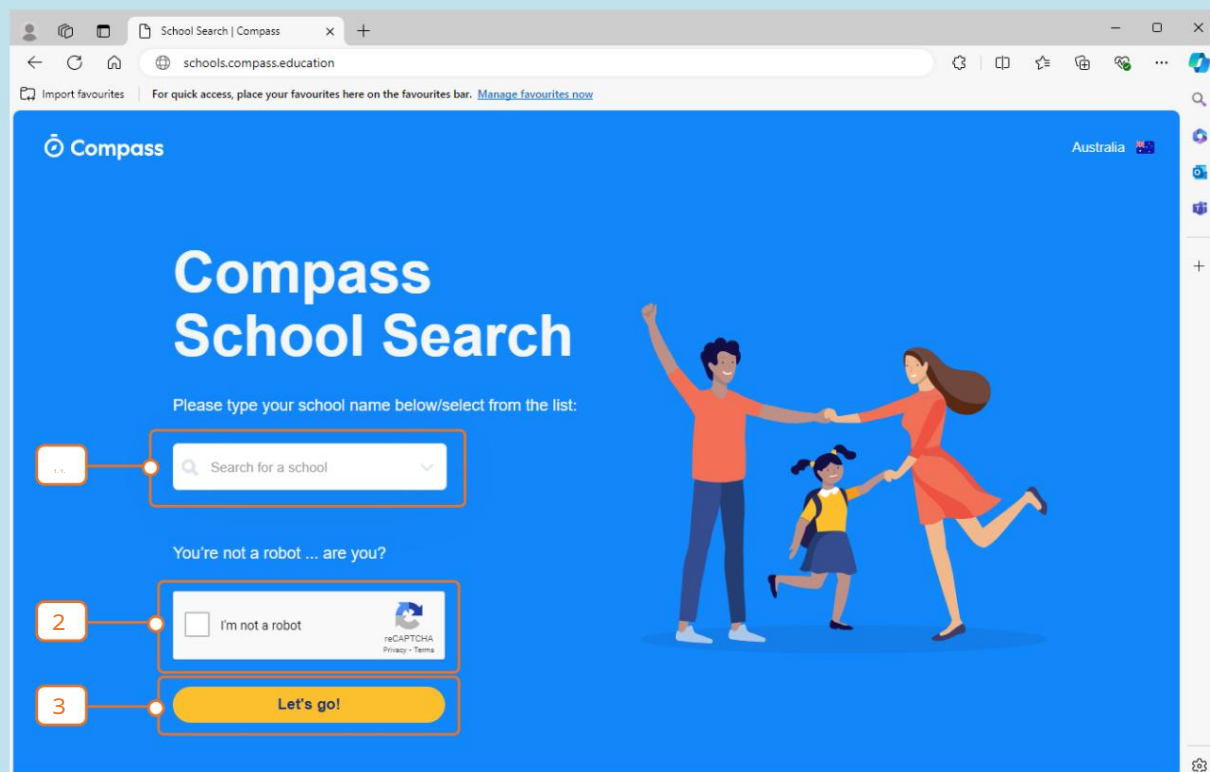 School Search | Compass
schools.compass.education
Import favourites
For quick access, place your favourites here on the favourites bar. Manage favourites now
Compass
Australia
Compass
School Search
Please type your school name below/select from the list:
1. 1.
Search for a school
You're not a robot ... are you?
2
I'm not a robot
reCAPTCHA
Privacy - Terms
3
Let's go!